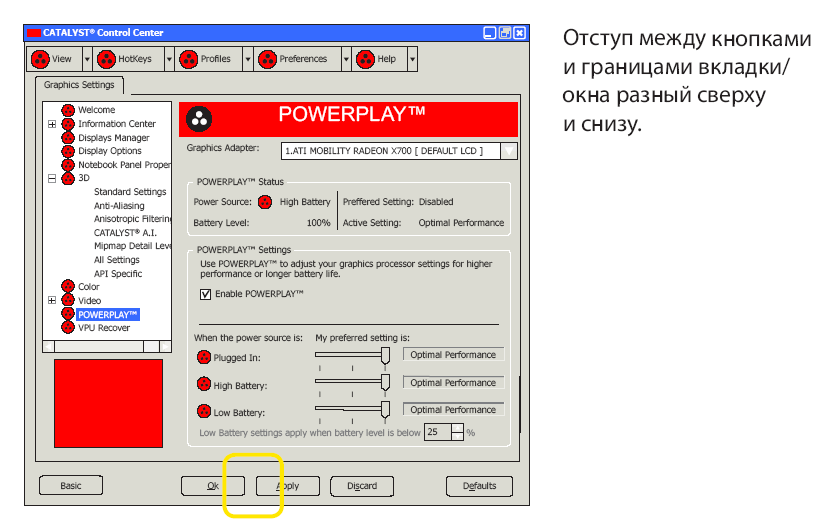 CATALYST® Control Center
View
HotKeys
Profiles
Preferences
Help
Graphics Settings
Welcome
Information Center
Displays Manager
Display Options
Notebook Panel Proper
3D
Standard Settings
Anti-Aliasing
Anisotropic Filterin
CATALYST® A.I.
Mipmap Detail Leve
All Settings
API Specific
Color
Video
POWERPLAY™
VPU Recover
POWERPLAY™
Graphics Adapter:
1.ATI MOBILITY RADEON X700 [ DEFAULT LCD ]
POWERPLAY™ Status
Power Source: High Battery Preffered Setting: Disabled
Battery Level: 100% Active Setting: Optimal Performance
POWERPLAY™ Settings
Use POWERPLAY™ to adjust your graphics processor settings for higher
performance or longer battery life.
Enable POWERPLAY™
When the power source is: My preferred setting is:
Plugged In: Optimal Performance
High Battery: Optimal Performance
Low Battery: Optimal Performance
Low Battery settings apply when battery level is below 25 %
Basic
Ok
Apply
Discard
Defaults
Отступ между кнопками
и границами вкладки/
окна разный сверху
и снизу.